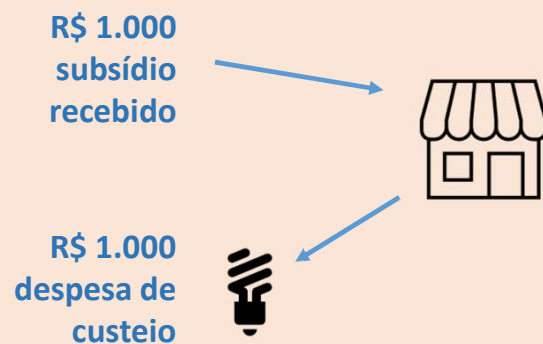 R$ 1.000
subsídio
recebido
R$ 1.000
despesa de
custeio